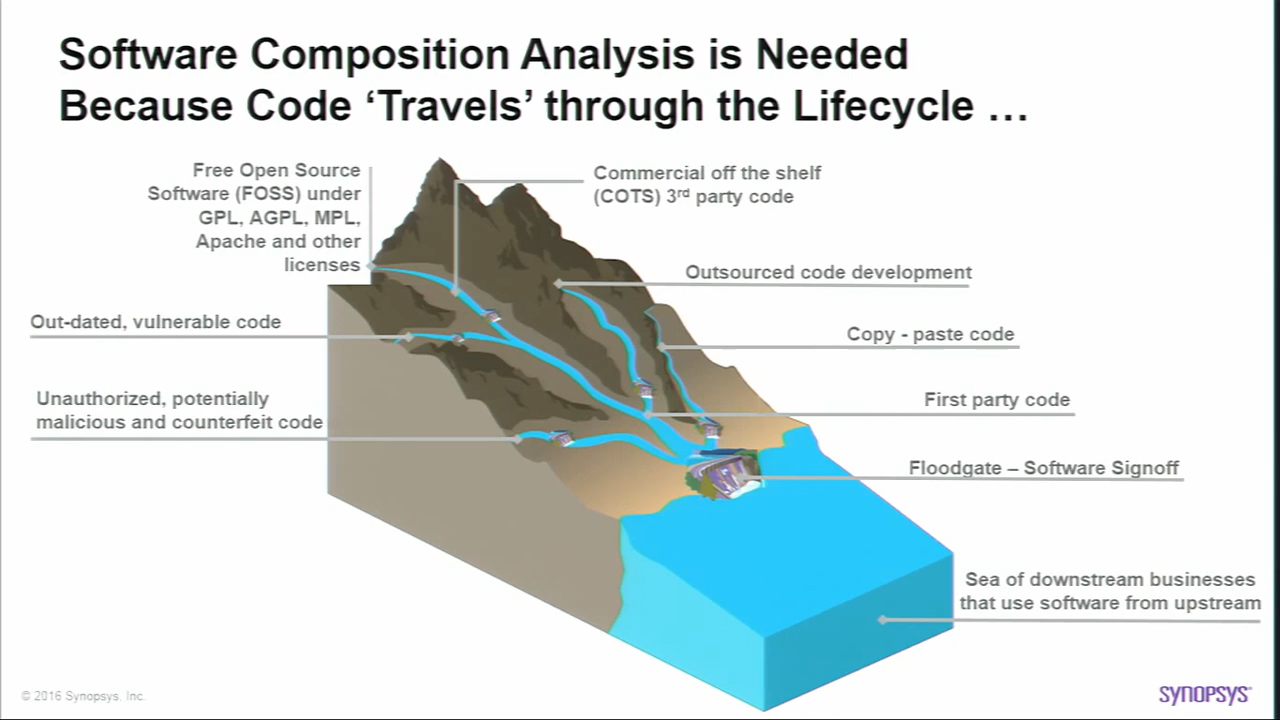 Software Composition Analysis is Needed
Because Code ‘Travels’ through the Lifecycle …
Free Open Source
Software (FOSS) under
GPL, AGPL, MPL,
Apache and other
licenses
Commercial off the shelf
(COTS) 3rd party code
Outsourced code development
Out-dated, vulnerable code
Copy - paste code
Unauthorized, potentially
malicious and counterfeit code
First party code
Floodgate – Software Signoff
Sea of downstream businesses
that use software from upstream
© 2016 Synopsys, Inc.
SYNOPSYS®